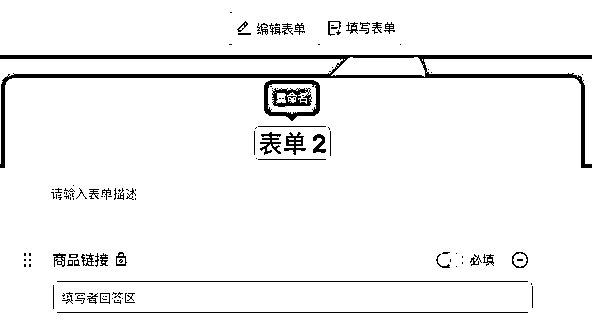 编辑表单 填写表单
重命名
表单 2
请输入表单描述
商品链接 必填
填写者回答区